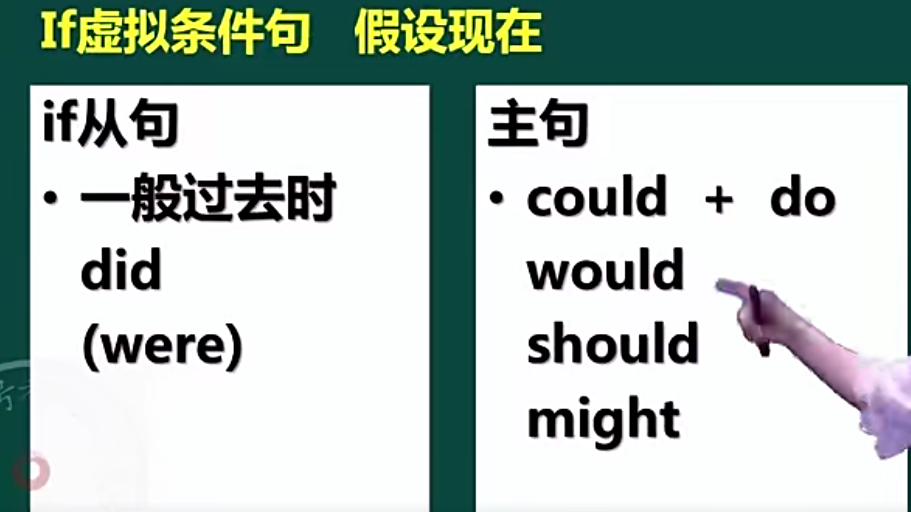 If虚拟条件句 假设现在
if从句
• 一般过去时
did
(were)
主句
• could + do
would
should
might